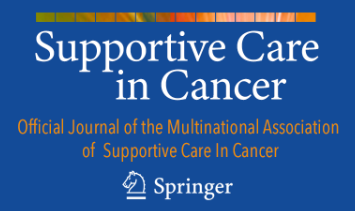 Supportive Care
in Cancer
Official Journal of the Multinational Association
of Supportive Care In Cancer
Springer